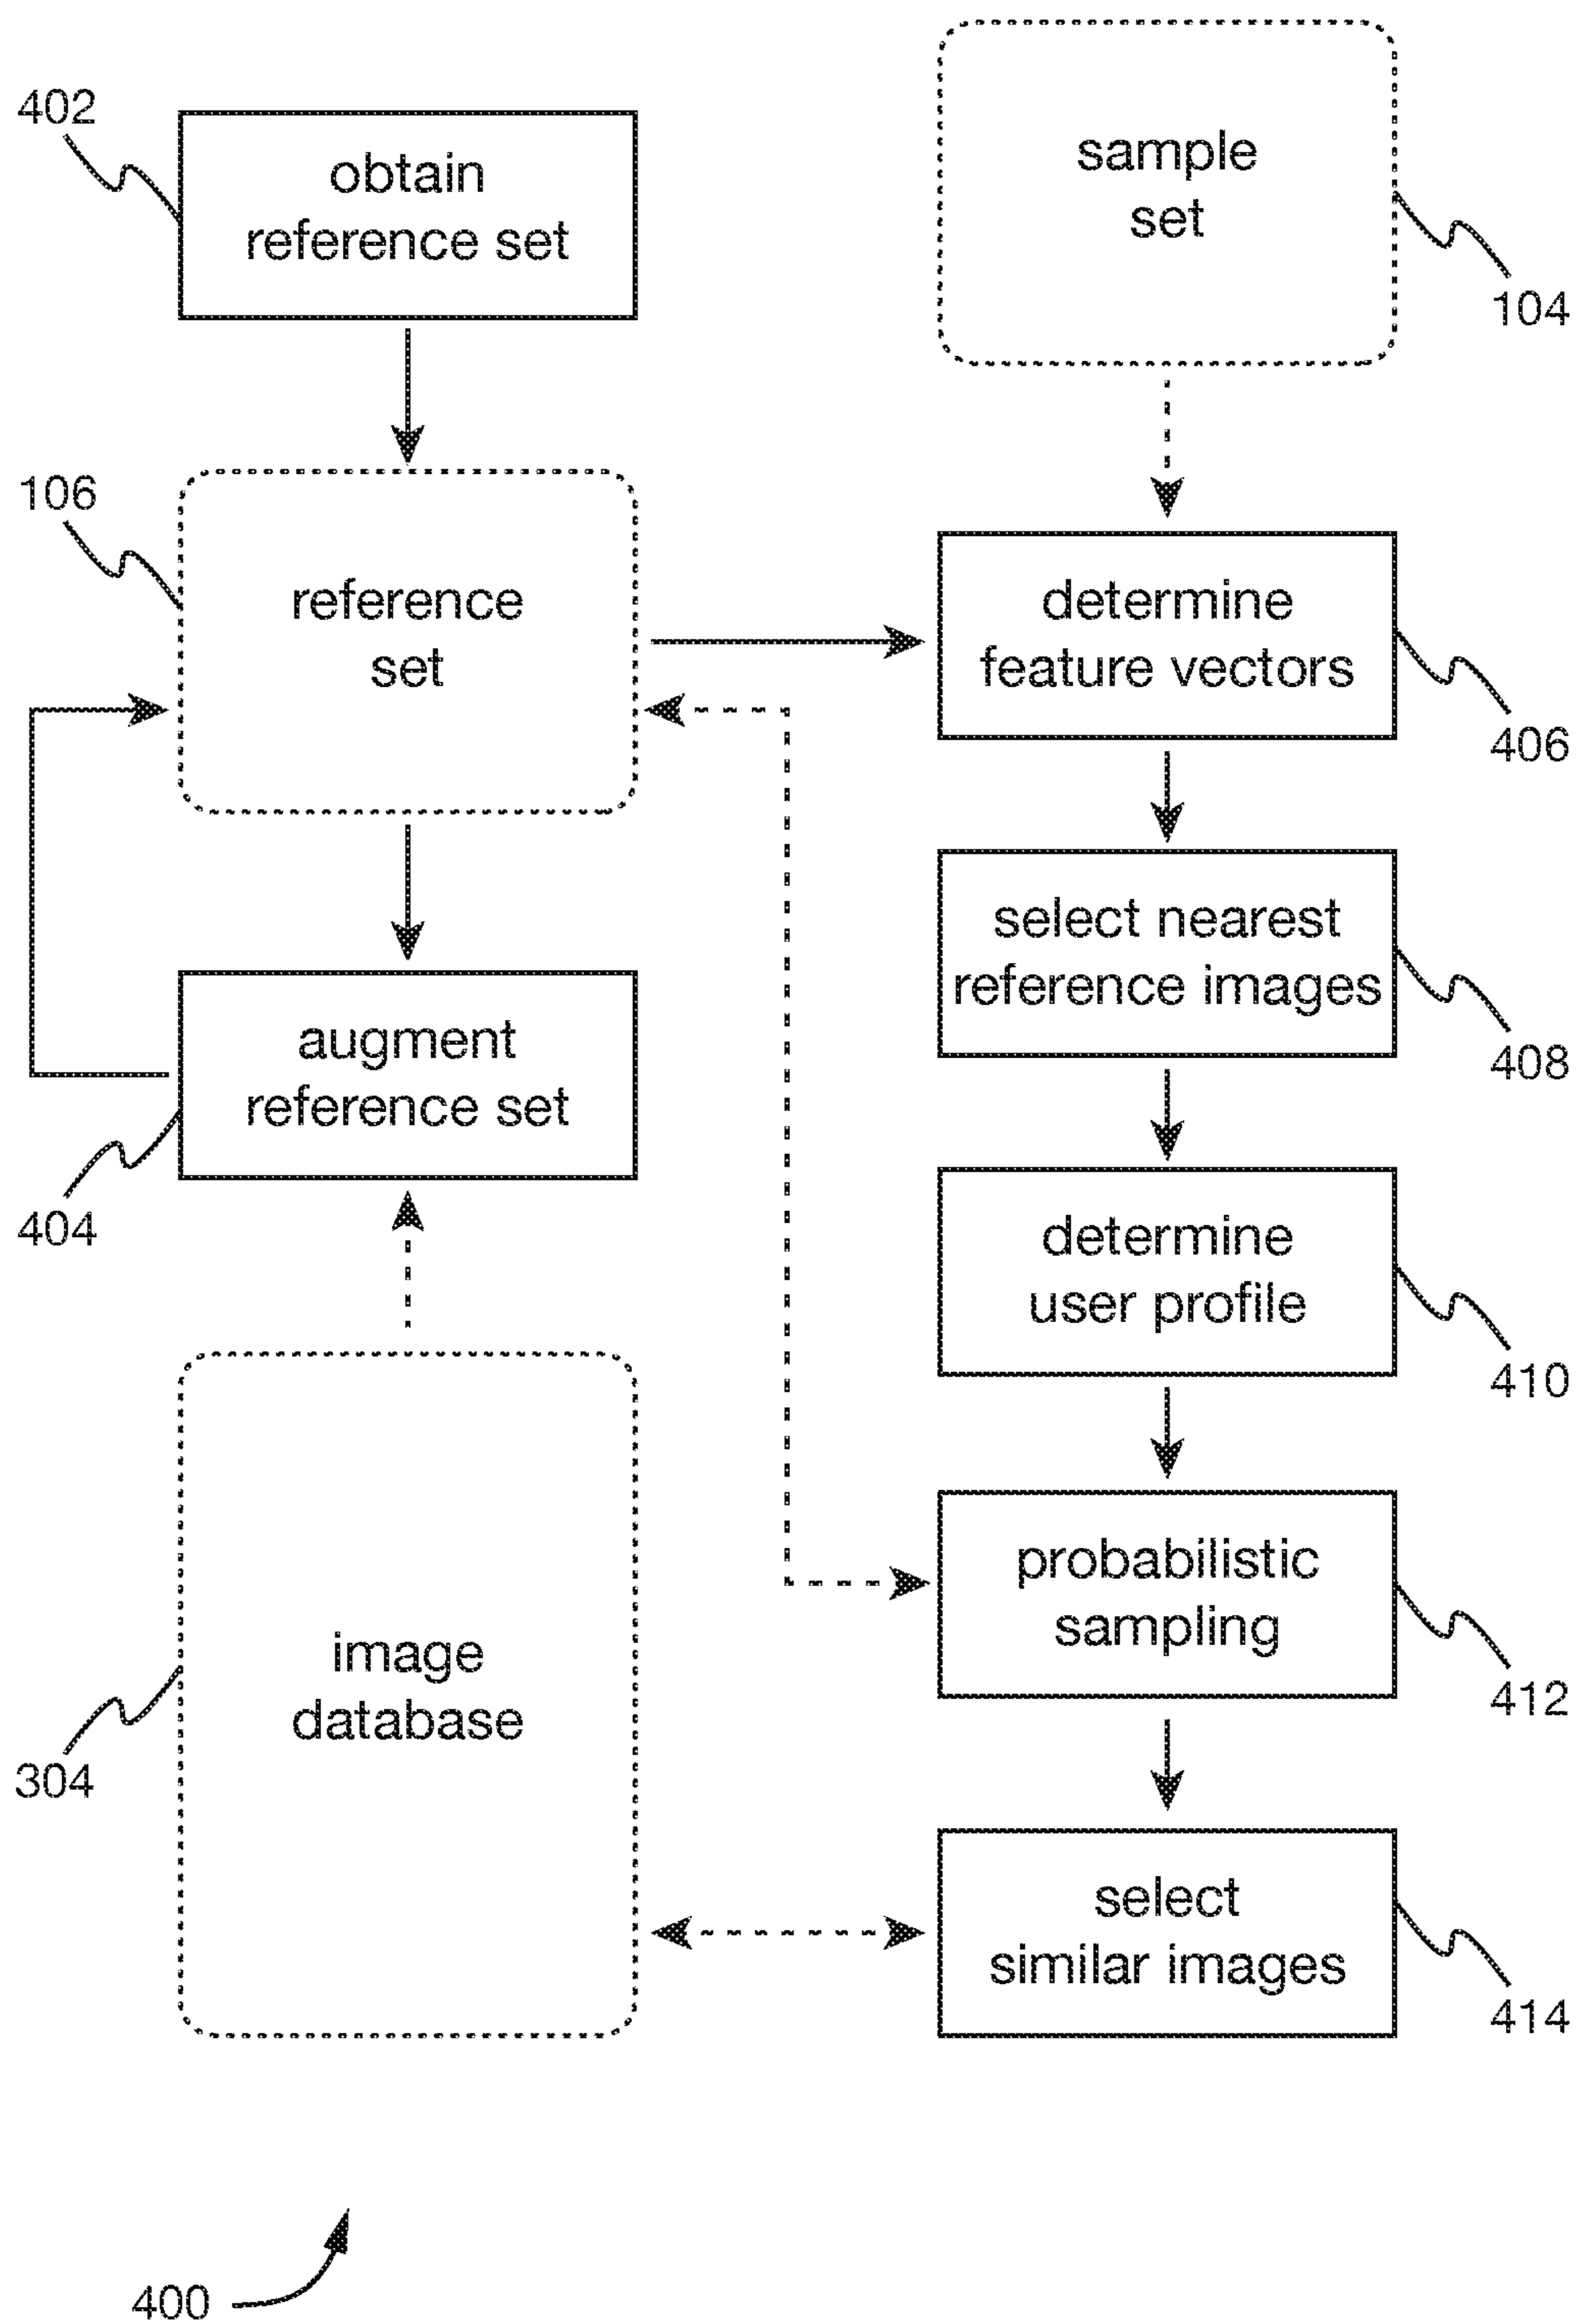 402
obtain
reference set
sample
set
104
106
reference
set
determine
feature vectors
406
select nearest
reference images
408
augment
reference set
404
determine
user profile
410
probabilistic
sampling
412
image
database
304
select
similar images
414
400